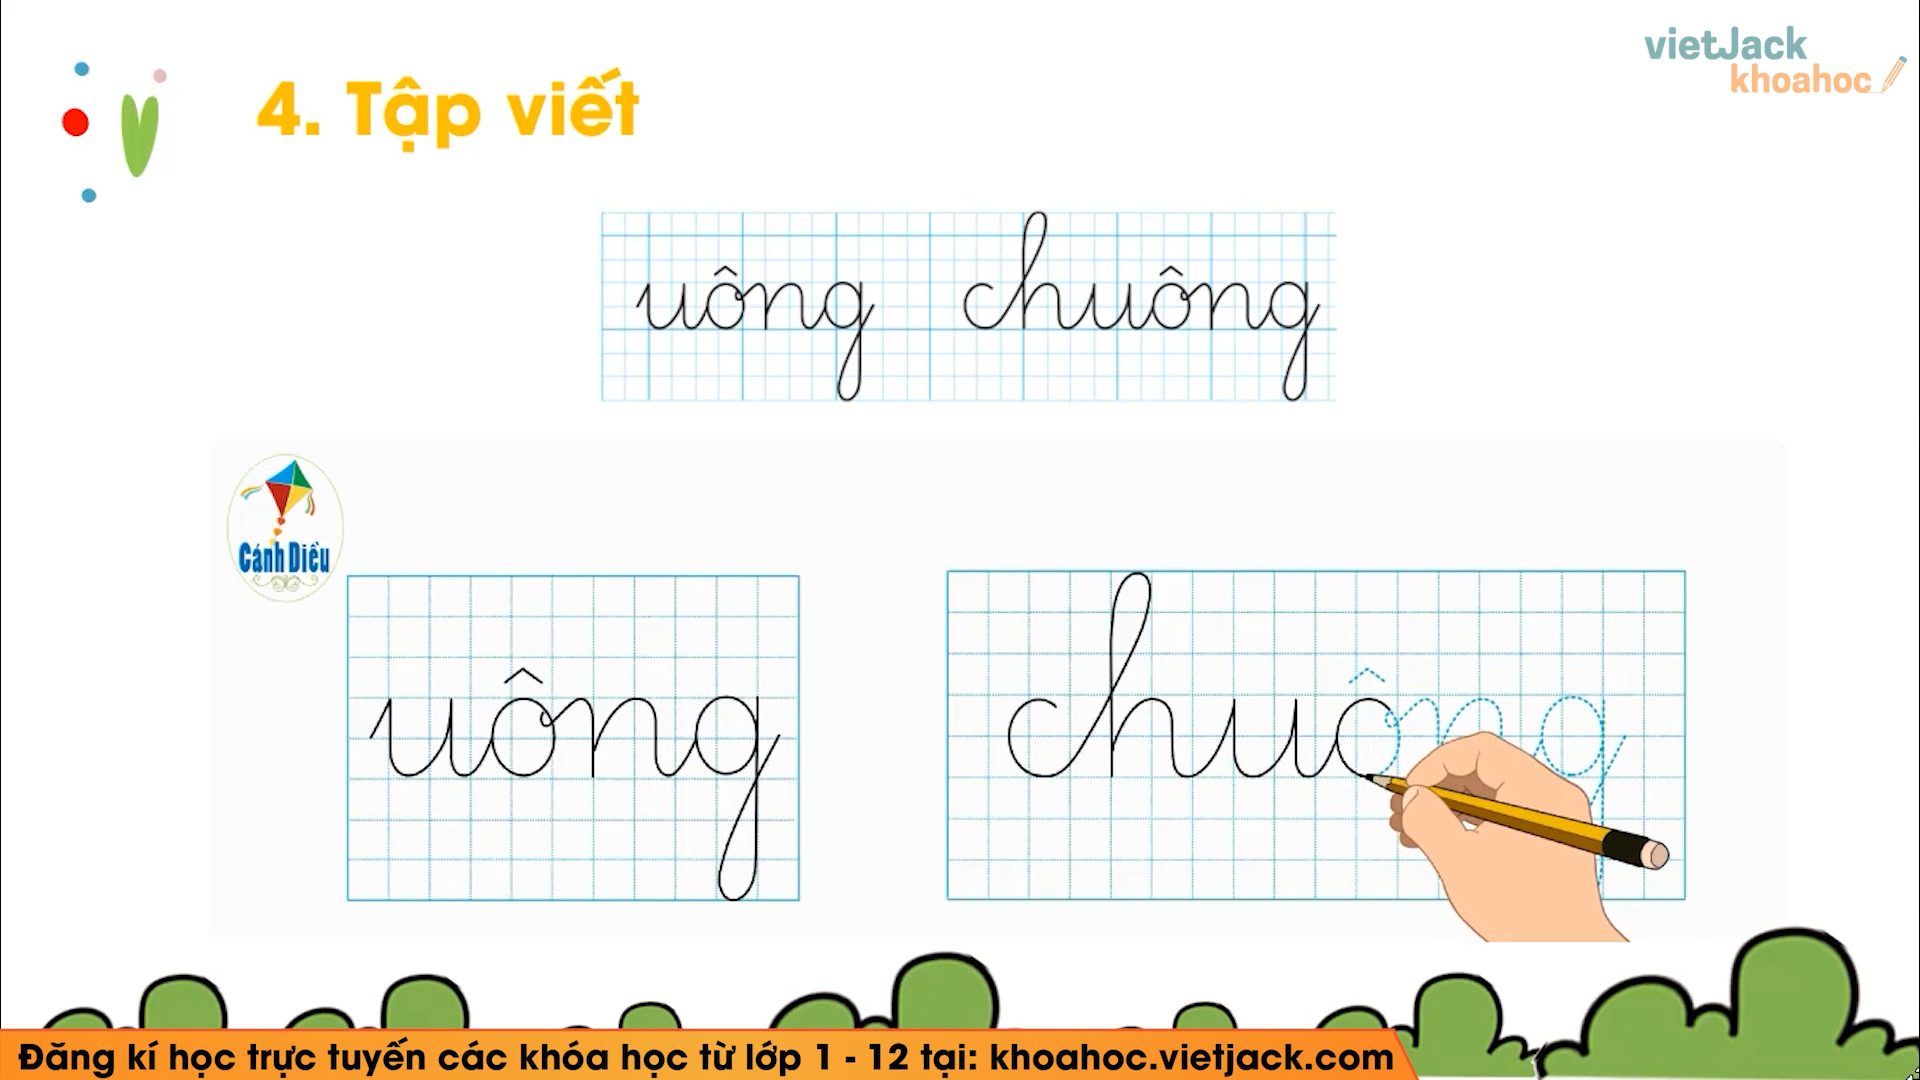 vietJack
khoahoc
4. Tập viết
uông chuông
Cánh Diều
uông chuông
Đăng kí học trực tuyến các khóa học từ lớp 1 - 12 tại: khoahoc.vietjack.com